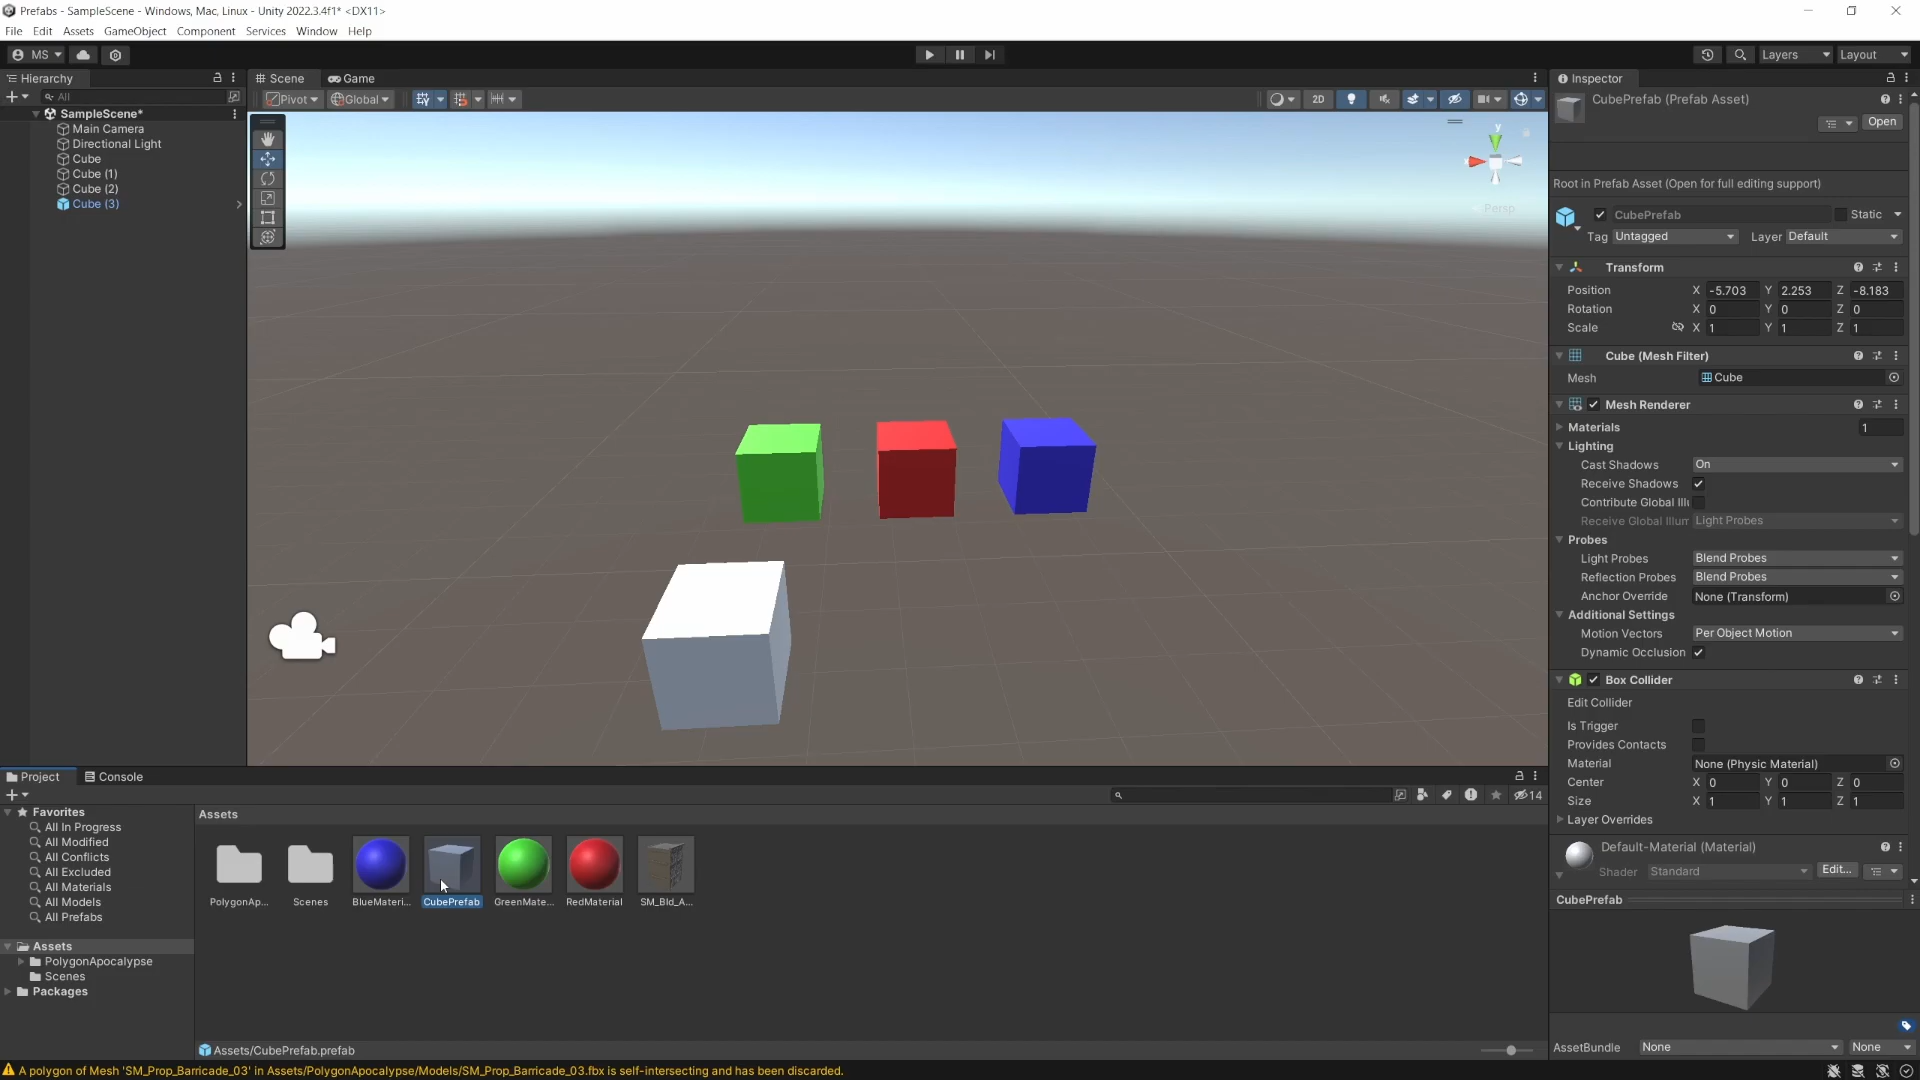 Prefabs - SampleScene - Windows, Mac, Linux - Unity 2022.3.4f1* <DX11>
File Edit Assets GameObject Component Services Window Help
MS Layers Layout
Hierarchy
All
SampleScene*
Main Camera
Directional Light
Cube
Cube (1)
Cube (2)
Cube (3)
Scene Game
Pivot Global 2D
y
Persp
Inspector
CubePrefab (Prefab Asset)
Open
Root in Prefab Asset (Open for full editing support)
CubePrefab Static
Tag Untagged Layer Default
Transform
Position X -5.703 Y 2.253 Z -8.183
Rotation X 0 Y 0 Z 0
Scale X 1 Y 1 Z 1
Cube (Mesh Filter)
Mesh Cube
Mesh Renderer
Materials 1
Lighting
Cast Shadows On
Receive Shadows
Contribute Global Illu
Receive Global Illum Light Probes
Probes
Light Probes Blend Probes
Reflection Probes Blend Probes
Anchor Override None (Transform)
Additional Settings
Motion Vectors Per Object Motion
Dynamic Occlusion
Box Collider
Edit Collider
Is Trigger
Provides Contacts
Material None (Physic Material)
Center X 0 Y 0 Z 0
Size X 1 Y 1 Z 1
Layer Overrides
Default-Material (Material)
Shader Standard Edit...
CubePrefab
AssetBundle None None
Project Console
14
Favorites
All In Progress
All Modified
All Conflicts
All Excluded
All Materials
All Models
All Prefabs
Assets
PolygonApocalypse
Scenes
Packages
Assets
PolygonAp... Scenes BlueMateri... CubePrefab GreenMate... RedMaterial SM_Bld_A...
Assets/CubePrefab.prefab
A polygon of Mesh 'SM_Prop_Barricade_03' in Assets/PolygonApocalypse/Models/SM_Prop_Barricade_03.fbx is self-intersecting and has been discarded.